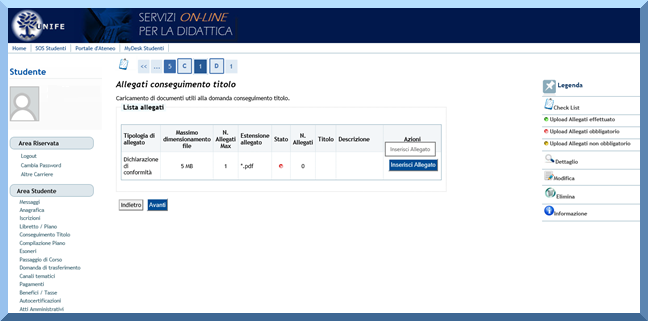 UNIFE
SERVIZI ON-LINE
PER LA DIDATTICA
Home SOS Studenti Portale d'Ateneo MyDesk Studenti
Studente
<< ... 5 C 1 D 1
Allegati conseguimento titolo
Caricamento di documenti utili alla domanda conseguimento titolo.
Lista allegati
Tipologia di allegato
Massimo dimensionamento file
N. Allegati Max
Estensione allegato
Stato
N. Allegati
Titolo
Descrizione
Azioni
Inserisci Allegato
Dichiarazione di conformità
5 MB
1
*.pdf
0
Inserisci Allegato
Indietro Avanti
Area Riservata
Logout
Cambia Password
Altre Carriere
Area Studente
Messaggi
Anagrafica
Iscrizioni
Libretto / Piano
Conseguimento Titolo
Compilazione Piano
Esoneri
Passaggio di Corso
Domanda di trasferimento
Canali tematici
Pagamenti
Benefici / Tasse
Autocertificazioni
Atti Amministrativi
Legenda
Check List
Upload Allegati effettuato
Upload Allegati obbligatorio
Upload Allegati non obbligatorio
Dettaglio
Modifica
Elimina
Informazione